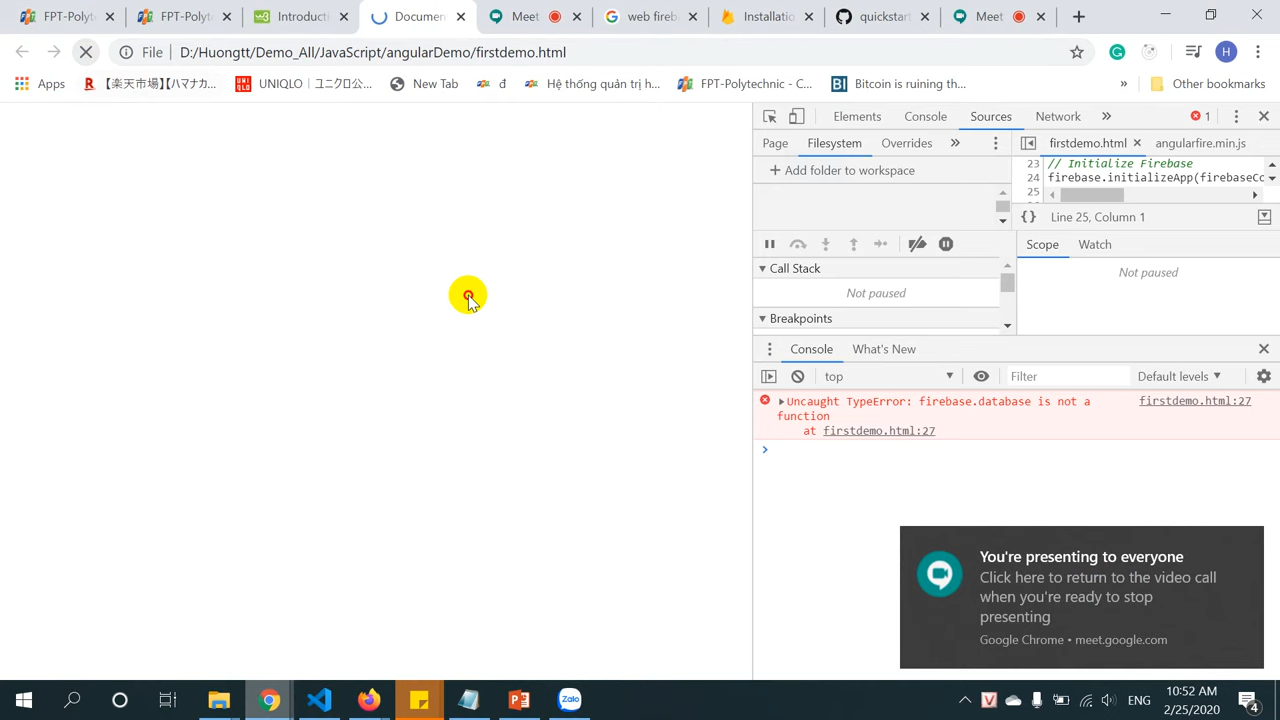 FPT-Polyt
FPT-Polyt
Introducti
Documen
Meet
web fireb
Installatio
quickstar
Meet
File
D:/Huongtt/Demo_All/JavaScript/angularDemo/firstdemo.html
H
Apps
【楽天市場】【ハマナカ...
UNIQLO｜ユニクロ公...
New Tab
đ
Hệ thống quản trị h...
FPT-Polytechnic - C...
BI
Bitcoin is ruining th...
»
Other bookmarks
Elements
Console
Sources
Network
»
1
Page
Filesystem
Overrides
»
firstdemo.html
angularfire.min.js
+ Add folder to workspace
23 // Initialize Firebase
24 firebase.initializeApp(firebaseCo
25
{} Line 25, Column 1
Scope
Watch
Call Stack
Not paused
Not paused
Breakpoints
Console
What's New
top
Filter
Default levels
Uncaught TypeError: firebase.database is not a
firstdemo.html:27
function
at firstdemo.html:27
You're presenting to everyone
Click here to return to the video call
when you're ready to stop
presenting
Google Chrome • meet.google.com
Zalo
ENG
10:52 AM
2/25/2020
4